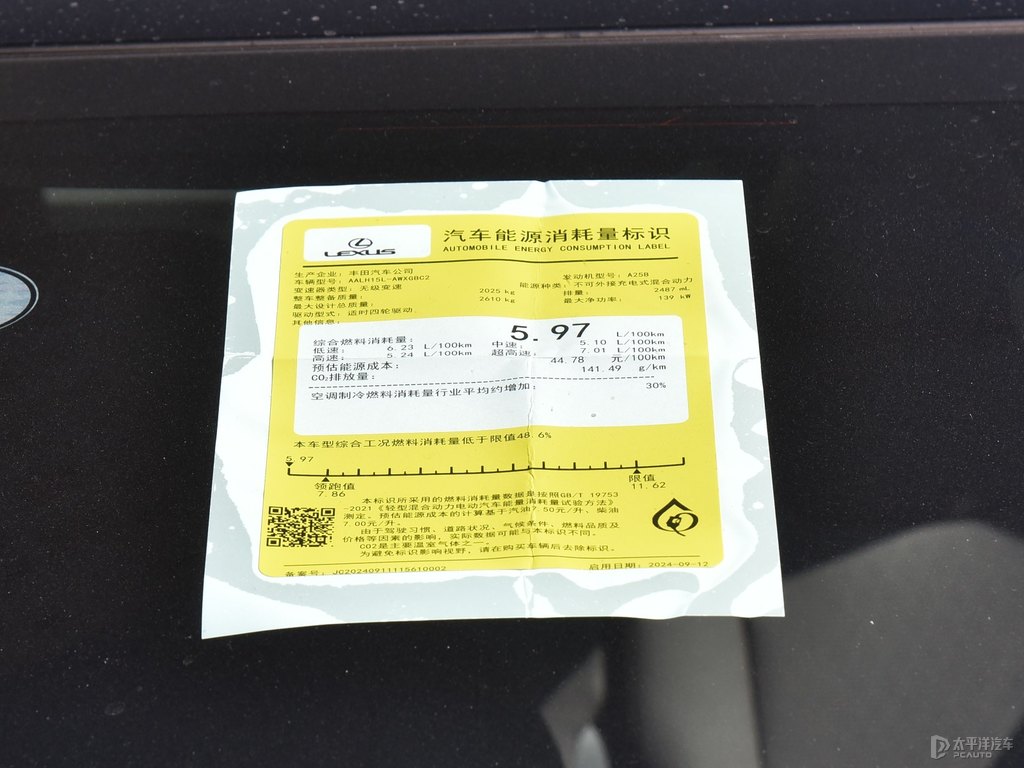 LEXUS
汽车能源消耗量标识
AUTOMOBILE ENERGY CONSUMPTION LABEL
生产企业：丰田汽车公司
车辆型号：AALH15L-AWXGBC2 发动机型号：A25B
变速器类型：无级变速 能源种类：不可外接充电式混合动力
整车整备质量：2025 kg 排量：2487 mL
最大设计总质量：2610 kg 最大净功率：139 kW
驱动型式：适时四轮驱动
其他信息：
综合燃料消耗量：5.97 L/100km
低速：6.23 L/100km 中速：5.10 L/100km
高速：5.24 L/100km 超高速：7.01 L/100km
预估能源成本：44.78 元/100km
CO₂排放量：141.49 g/km
空调制冷燃料消耗量行业平均约增加：30%
本车型综合工况燃料消耗量低于限值48.6%
5.97
领跑值 限值
7.86 11.62
本标识所采用的燃料消耗量数据是按照GB/T 19753
-2021《轻型混合动力电动汽车能量消耗量试验方法》
测定。预估能源成本的计算基于汽油7.50元/升，柴油
7.00元/升。
由于驾驶习惯、道路状况、气候条件、燃料品质及
价格等因素的影响，实际数据可能与本标识不同。
CO2是主要温室气体之一。
为避免标识影响视野，请在购买车辆后去除标识。
备案号：JCZ20240911115610002 启用日期：2024-09-12
太平洋汽车
PCAUTO